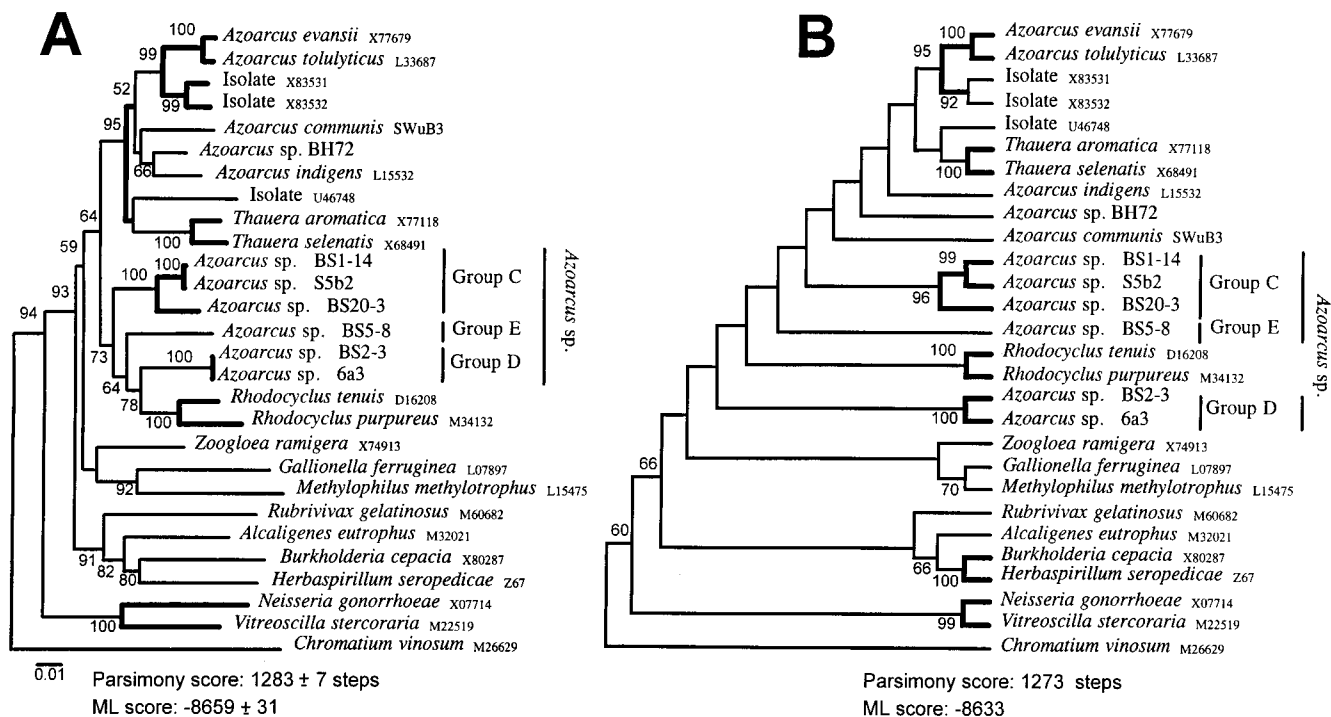 A
100
Azoarcus evansii X77679
99
Azoarcus tolulyticus L33687
Isolate X83531
52
99
Isolate X83532
95
Azoarcus communis SWuB3
Azoarcus sp. BH72
66
Azoarcus indigens L15532
Isolate U46748
64
Thauera aromatica X77118
100
Thauera selenatis X68491
59
100
Azoarcus sp. BS1-14
Azoarcus sp. S5b2
Group C
93
Azoarcus sp. BS20-3
94
Azoarcus sp. BS5-8
Group E
73
100
Azoarcus sp. BS2-3
Azoarcus sp. 6a3
Group D
64
78
Rhodocyclus tenuis D16208
100
Rhodocyclus purpureus M34132
Azoarcus sp.
Zoogloea ramigera X74913
Gallionella ferruginea L07897
92
Methylophilus methylotrophus L15475
Rubrivivax gelatinosus M60682
Alcaligenes eutrophus M32021
91
82
Burkholderia cepacia X80287
80
Herbaspirillum seropedicae Z67
Neisseria gonorrhoeae X07714
100
Vitreoscilla stercoraria M22519
Chromatium vinosum M26629
0.01
Parsimony score: 1283 ± 7 steps
ML score: -8659 ± 31
B
100
Azoarcus evansii X77679
95
Azoarcus tolulyticus L33687
Isolate X83531
92
Isolate X83532
Isolate U46748
Thauera aromatica X77118
100
Thauera selenatis X68491
Azoarcus indigens L15532
Azoarcus sp. BH72
Azoarcus communis SWuB3
99
Azoarcus sp. BS1-14
Azoarcus sp. S5b2
Group C
96
Azoarcus sp. BS20-3
Azoarcus sp. BS5-8
Group E
100
Rhodocyclus tenuis D16208
Rhodocyclus purpureus M34132
Azoarcus sp. BS2-3
100
Azoarcus sp. 6a3
Group D
Azoarcus sp.
Zoogloea ramigera X74913
66
Gallionella ferruginea L07897
70
Methylophilus methylotrophus L15475
Rubrivivax gelatinosus M60682
60
Alcaligenes eutrophus M32021
66
Burkholderia cepacia X80287
100
Herbaspirillum seropedicae Z67
Neisseria gonorrhoeae X07714
99
Vitreoscilla stercoraria M22519
Chromatium vinosum M26629
Parsimony score: 1273 steps
ML score: -8633